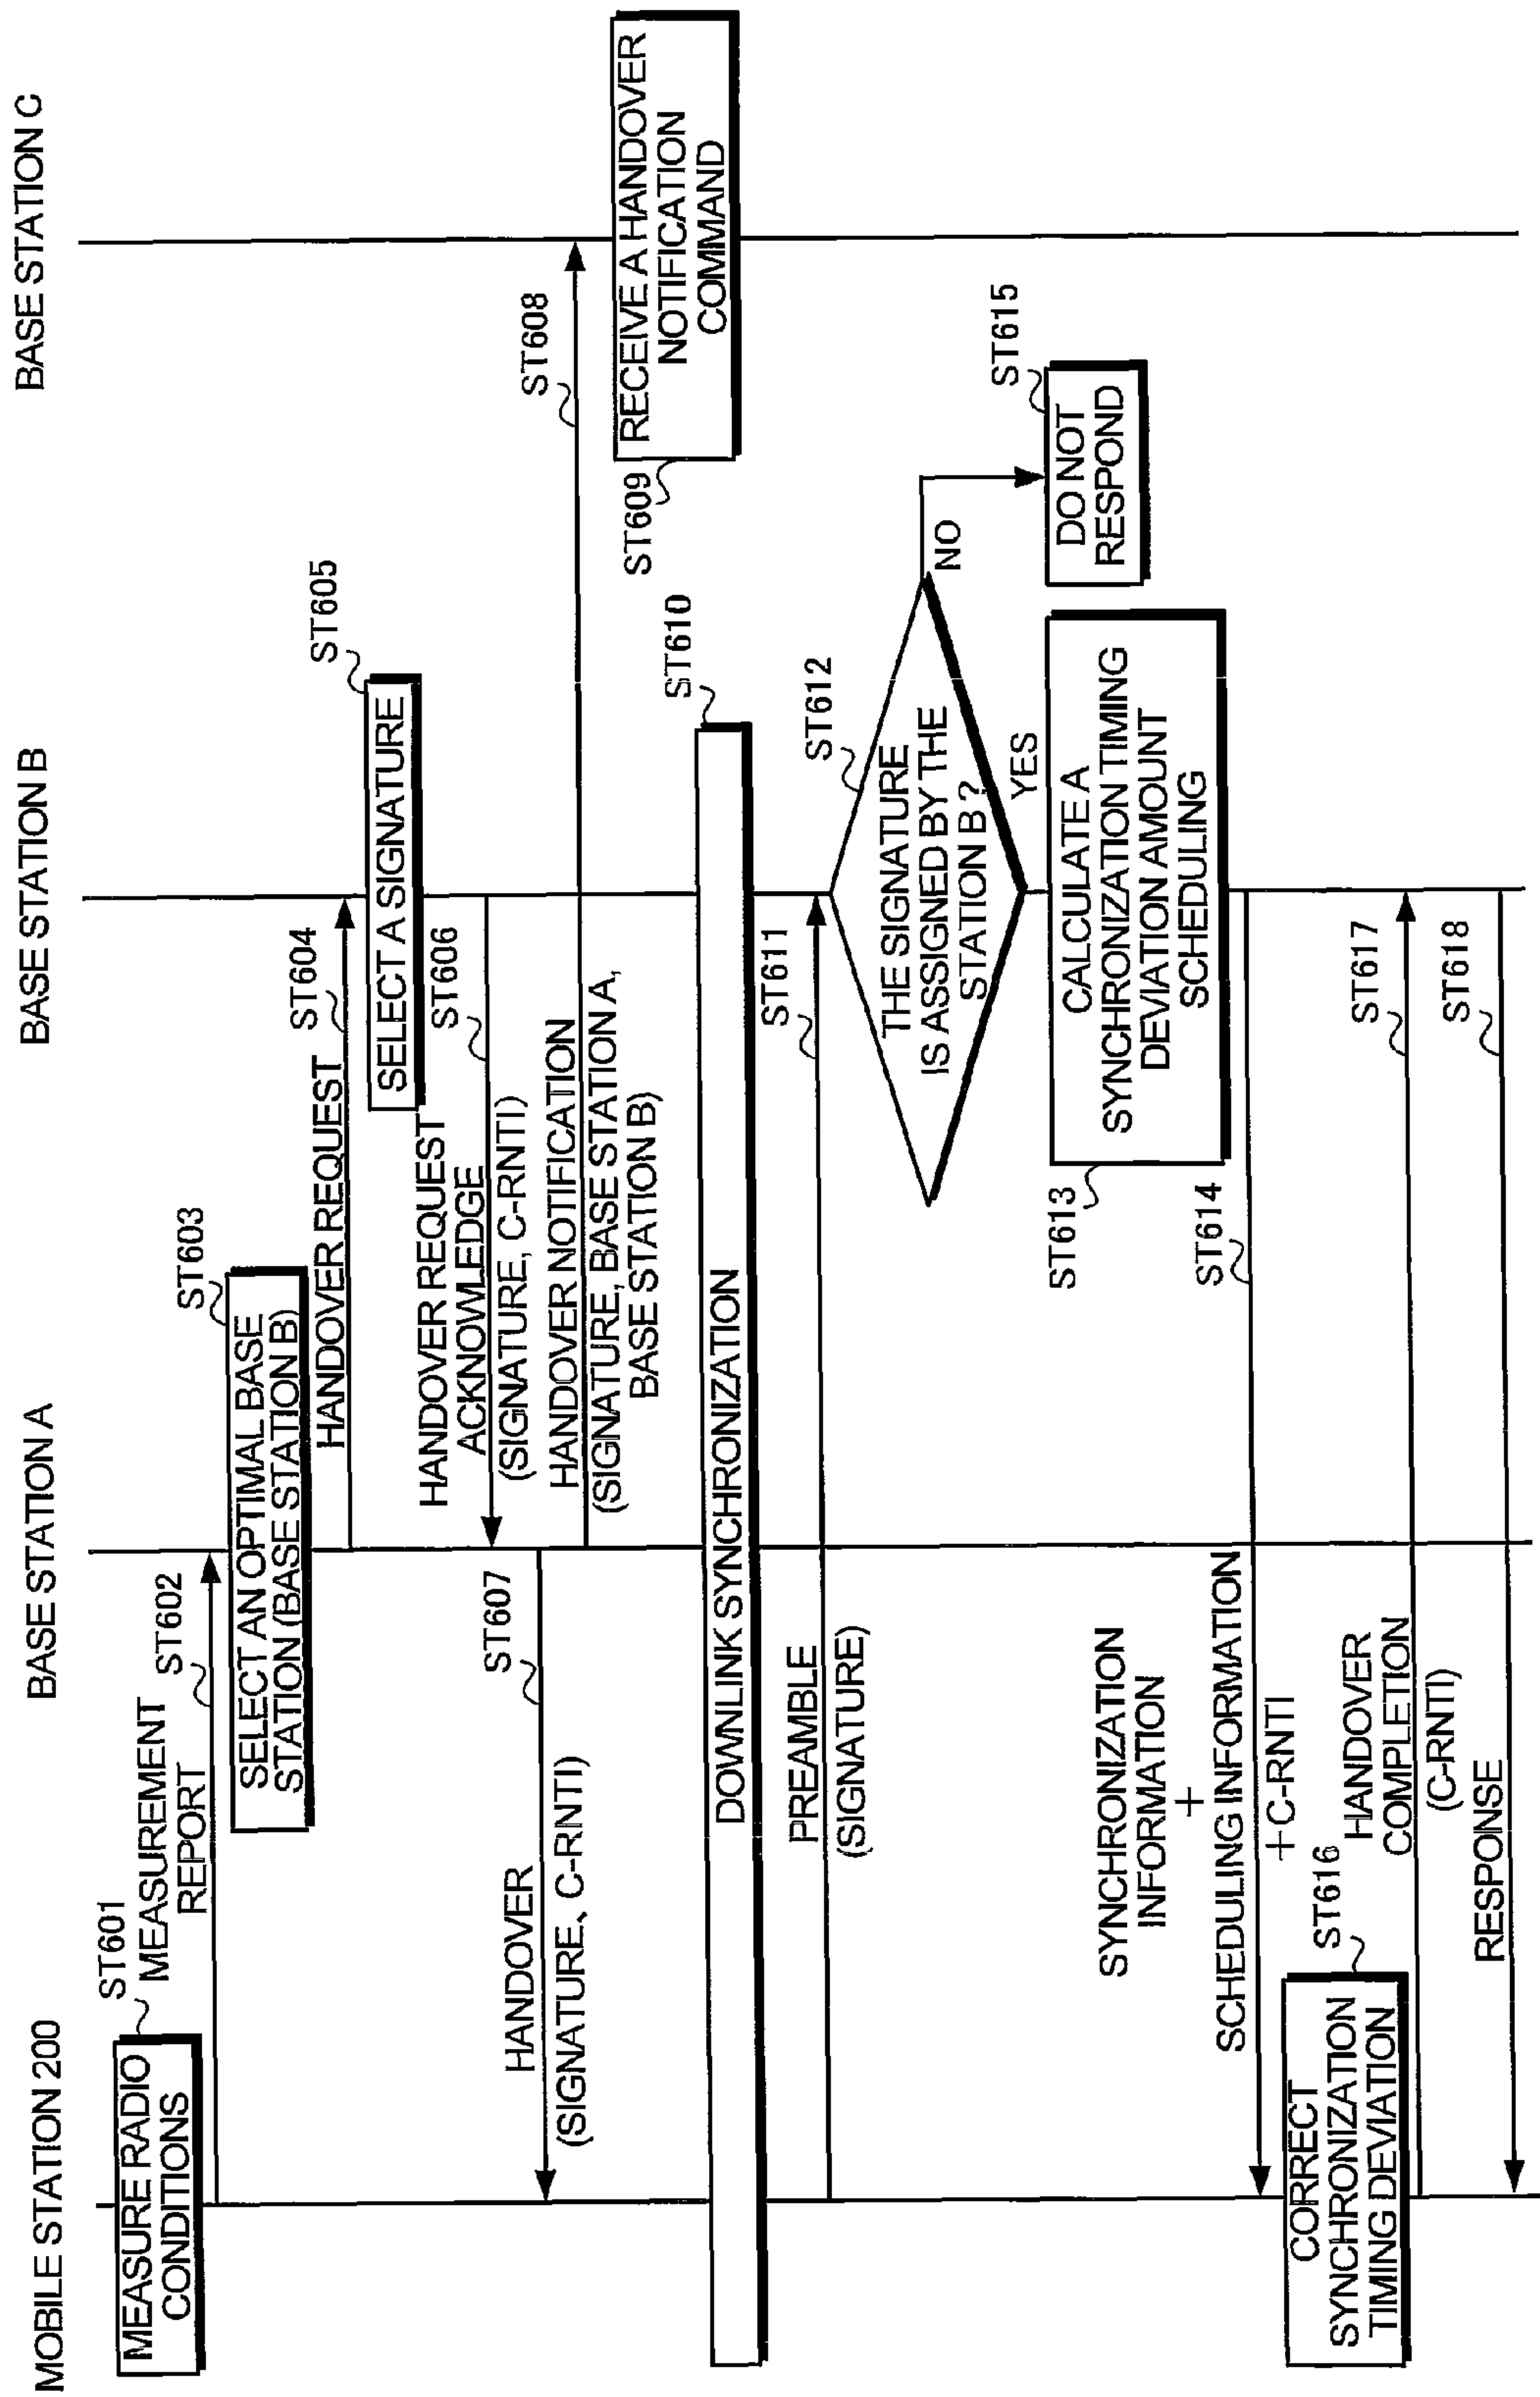 MOBILE STATION 200
BASE STATION A
BASE STATION B
BASE STATION C
ST601
MEASURE RADIO
CONDITIONS
MEASUREMENT
REPORT
ST602
ST603
SELECT AN OPTIMAL BASE
STATION (BASE STATION B)
HANDOVER REQUEST
ST604
ST605
SELECT A SIGNATURE
HANDOVER REQUEST
ACKNOWLEDGE
(SIGNATURE, C-RNTI)
ST606
HANDOVER
(SIGNATURE、C-RNTI)
ST607
HANDOVER NOTIFICATION
(SIGNATURE, BASE STATION A,
BASE STATION B)
ST608
ST609
RECEIVE A HANDOVER
NOTIFICATION
COMMAND
ST610
DOWNLINK SYNCHRONIZATION
PREAMBLE
(SIGNATURE)
ST611
ST612
THE SIGNATURE
IS ASSIGNED BY THE
STATION B ?
NO
YES
ST615
DO NOT
RESPOND
ST613
CALCULATE A
SYNCHRONIZATION TIMING
DEVIATION AMOUNT
SCHEDULING
ST614
SYNCHRONIZATION
INFORMATION
+
SCHEDULING INFORMATION
+C-RNTI
ST616
CORRECT
SYNCHRONIZATION
TIMING DEVIATION
HANDOVER
COMPLETION
(C-RNTI)
ST617
RESPONSE
ST618